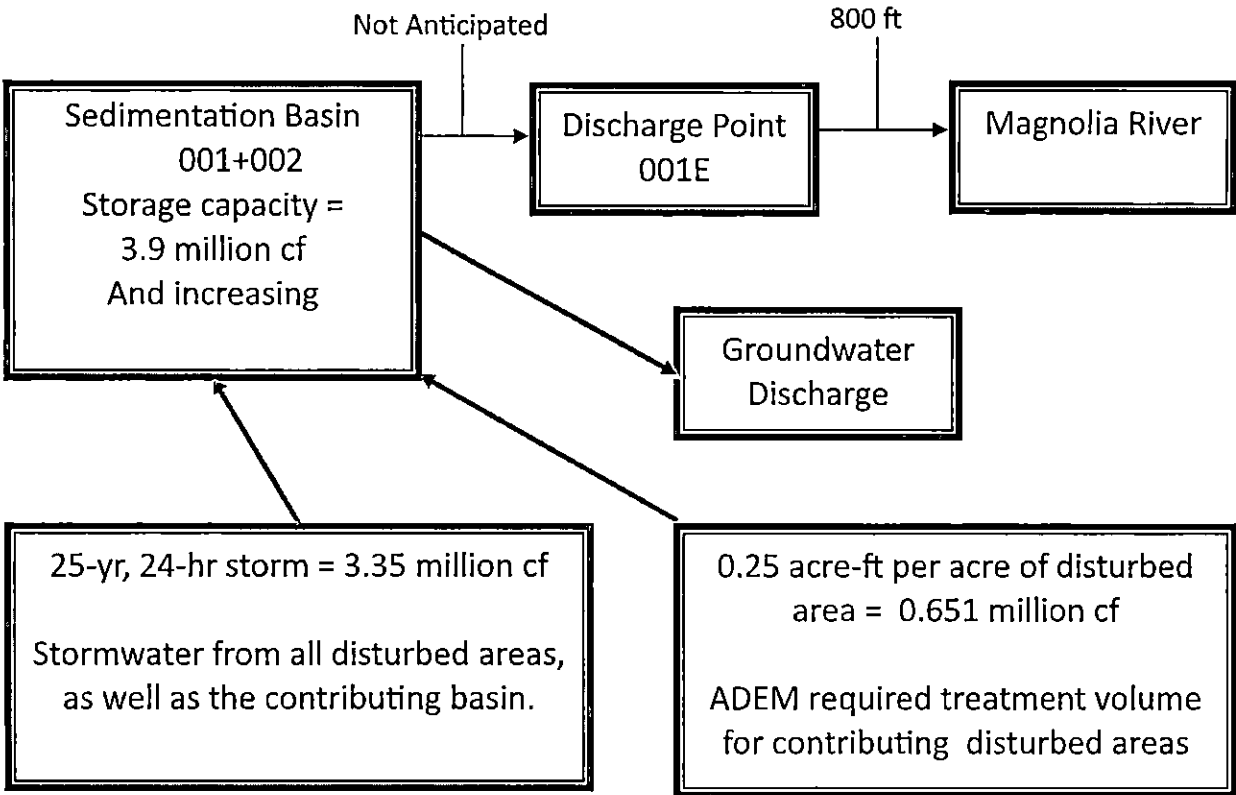 Not Anticipated
800 ft
Sedimentation Basin
001+002
Storage capacity =
3.9 million cf
And increasing
Discharge Point
001E
Magnolia River
Groundwater
Discharge
25-yr, 24-hr storm = 3.35 million cf
Stormwater from all disturbed areas,
as well as the contributing basin.
0.25 acre-ft per acre of disturbed
area = 0.651 million cf
ADEM required treatment volume
for contributing disturbed areas